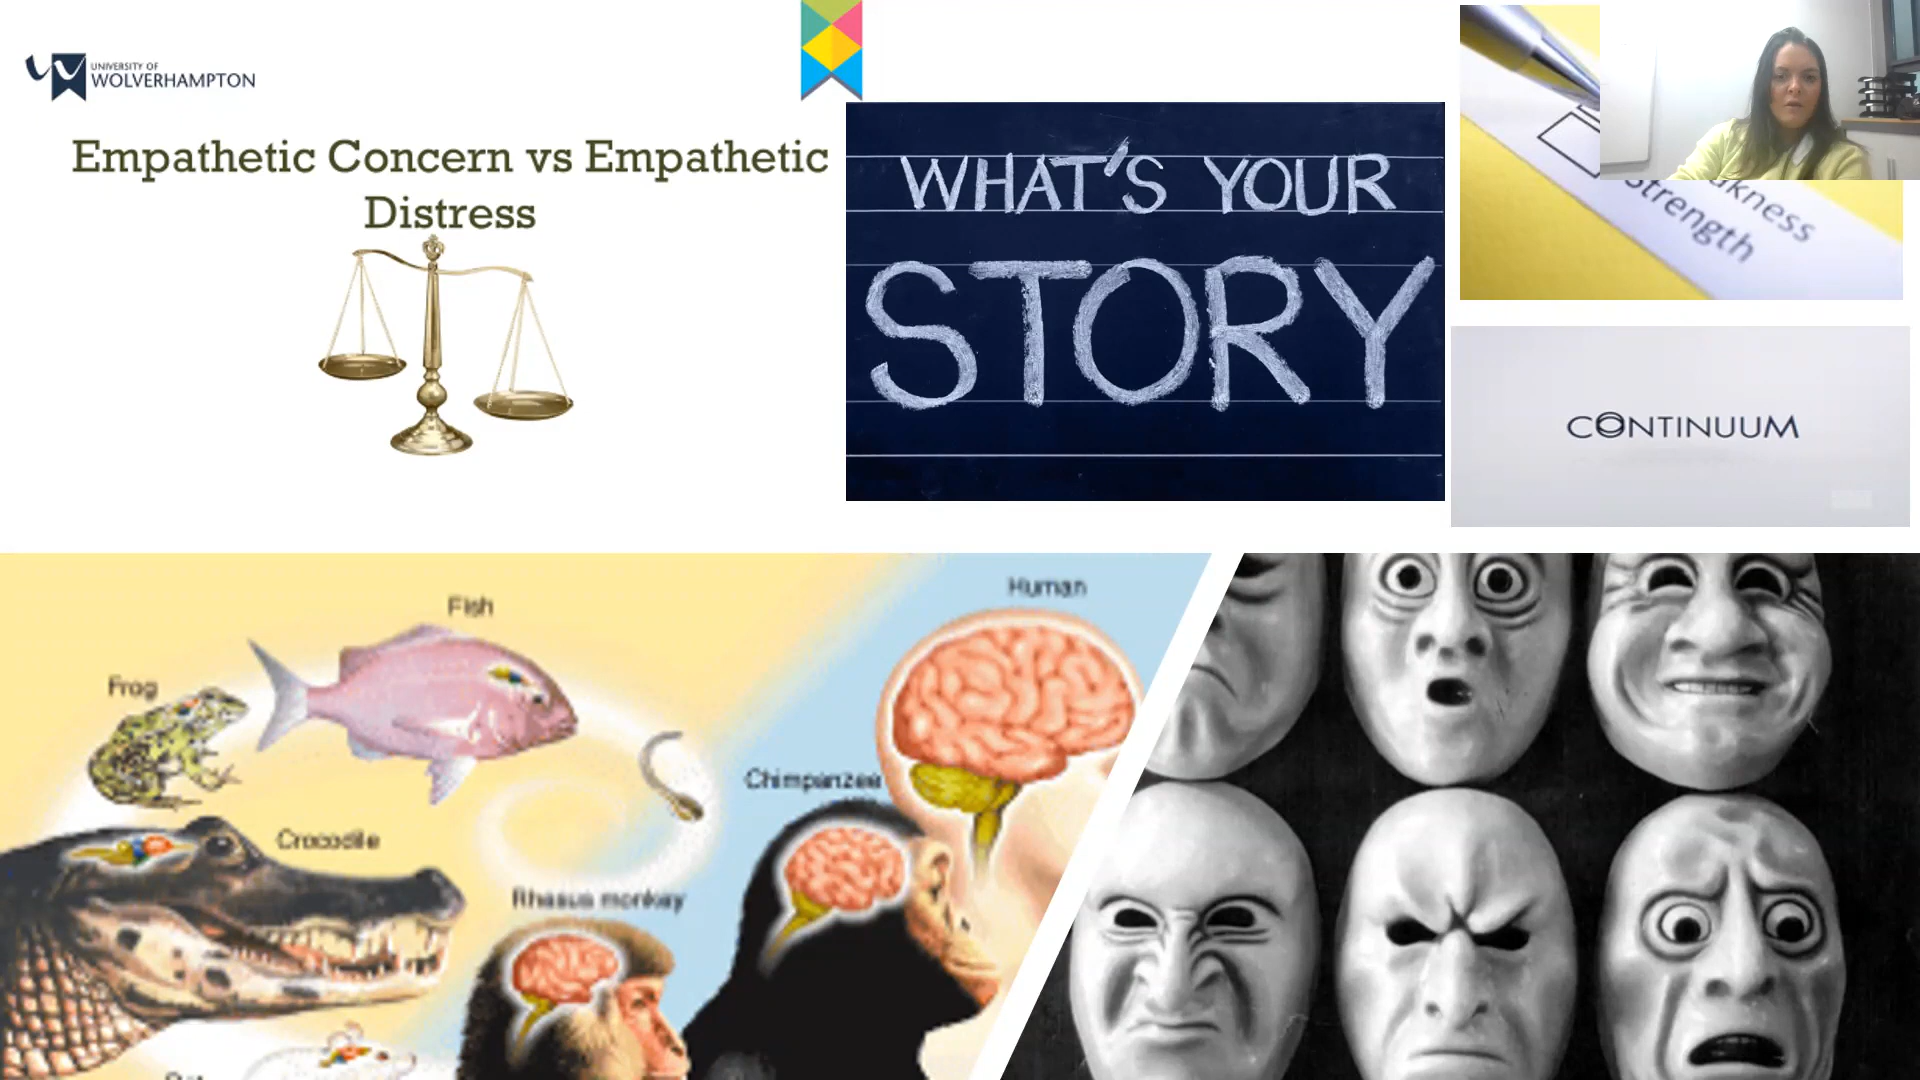 UNIVERSITY OF
WOLVERHAMPTON
Empathetic Concern vs Empathetic
Distress
WHAT'S YOUR
STORY
Strength
CONTINUUM
Human
Fish
Frog
Chimpanzee
Crocodile
Rhesus monkey